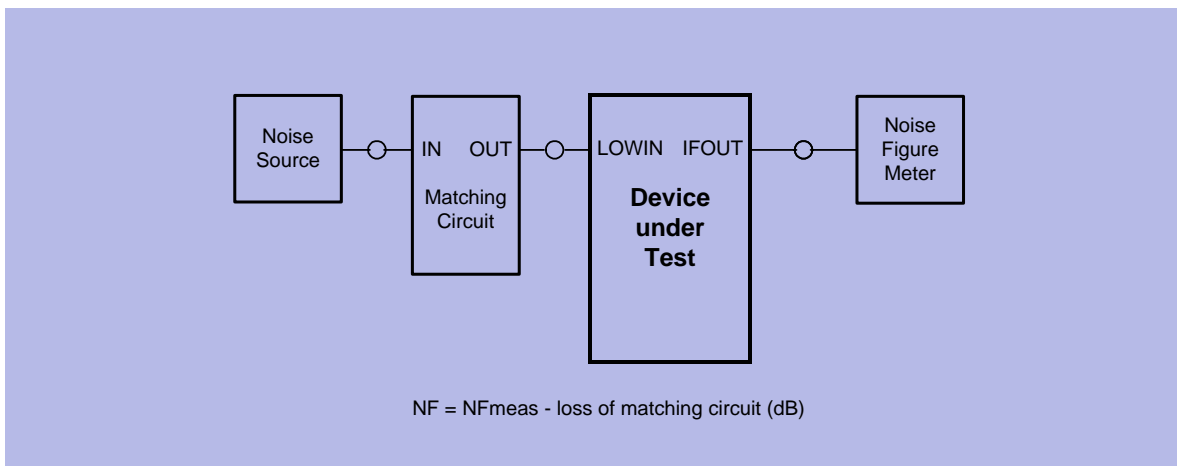 Noise
Source
IN OUT
Matching
Circuit
LOWIN IFOUT
Device
under
Test
Noise
Figure
Meter
NF = NFmeas - loss of matching circuit (dB)